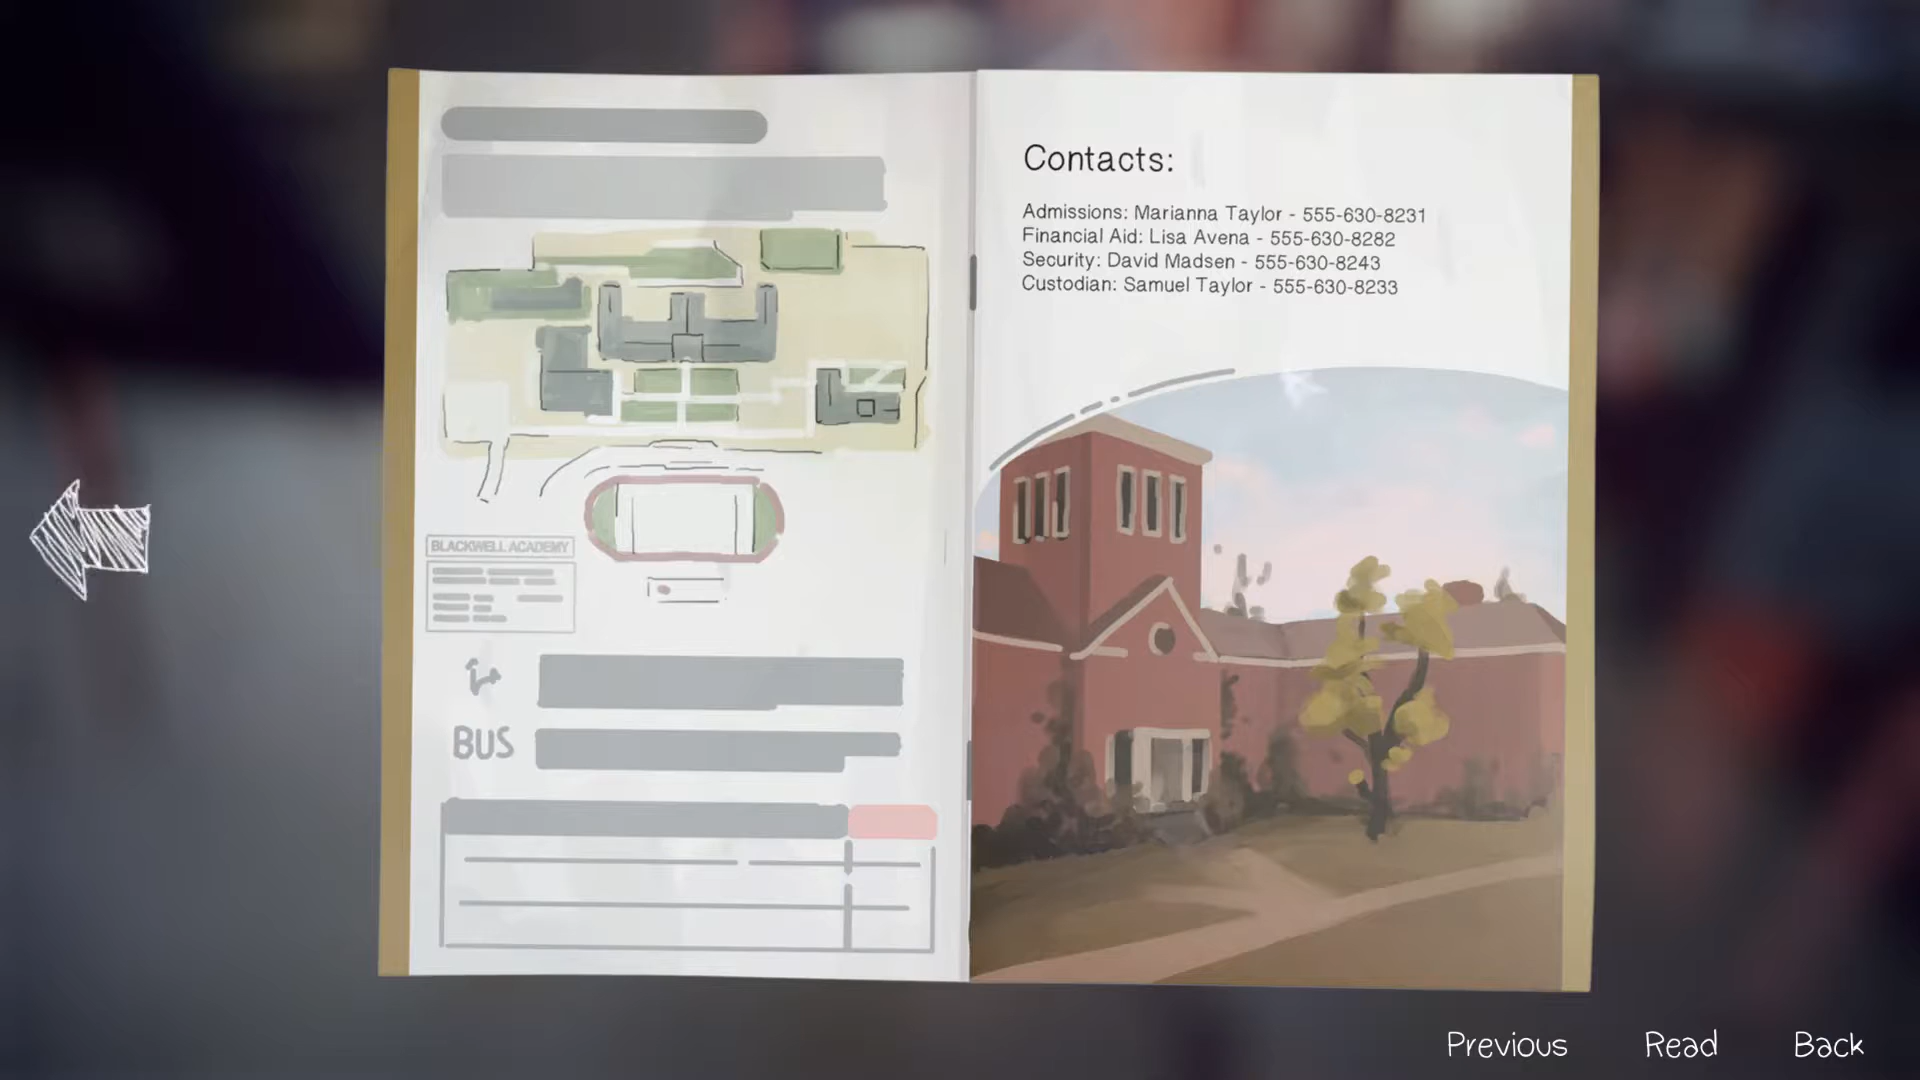 BLACKWELL ACADEMY
BUS
Contacts:
Admissions: Marianna Taylor - 555-630-8231
Financial Aid: Lisa Avena - 555-630-8282
Security: David Madsen - 555-630-8243
Custodian: Samuel Taylor - 555-630-8233
Previous
Read
Back